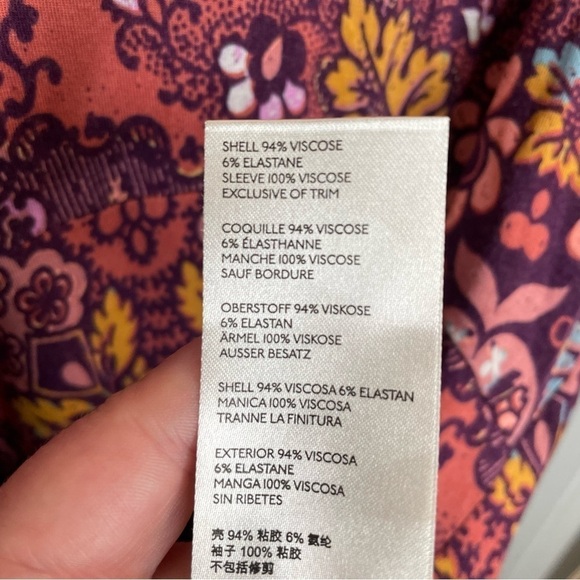 SHELL 94% VISCOSE
6% ELASTANE
SLEEVE 100% VISCOSE
EXCLUSIVE OF TRIM
COQUILLE 94% VISCOSE
6% ÉLASTHANNE
MANCHE 100% VISCOSE
SAUF BORDURE
OBERSTOFF 94% VISKOSE
6% ELASTAN
ÄRMEL 100% VISKOSE
AUSSER BESATZ
SHELL 94% VISCOSA 6% ELASTAN
MANICA 100% VISCOSA
TRANNE LA FINITURA
EXTERIOR 94% VISCOSA
6% ELASTANE
MANGA 100% VISCOSA
SIN RIBETES
壳 94% 粘胶 6% 氨纶
袖子 100% 粘胶
不包括修剪